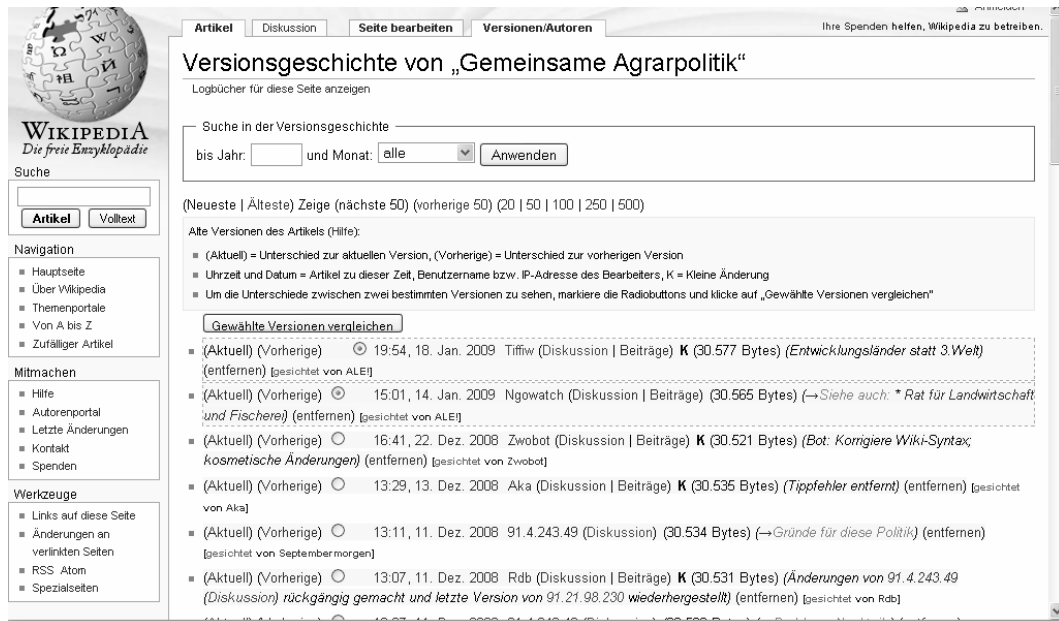 Anmelden
Artikel Diskussion Seite bearbeiten Versionen/Autoren
Ihre Spenden helfen, Wikipedia zu betreiben.
Versionsgeschichte von „Gemeinsame Agrarpolitik“
Logbücher für diese Seite anzeigen
Suche in der Versionsgeschichte
bis Jahr: und Monat: alle Anwenden
(Neueste | Älteste) Zeige (nächste 50) (vorherige 50) (20 | 50 | 100 | 250 | 500)
Alte Versionen des Artikels (Hilfe):
(Aktuell) = Unterschied zur aktuellen Version, (Vorherige) = Unterschied zur vorherigen Version
Uhrzeit und Datum = Artikel zu dieser Zeit, Benutzername bzw. IP-Adresse des Bearbeiters, K = Kleine Änderung
Um die Unterschiede zwischen zwei bestimmten Versionen zu sehen, markiere die Radiobuttons und klicke auf „Gewählte Versionen vergleichen“
Gewählte Versionen vergleichen
(Aktuell) (Vorherige) 19:54, 18. Jan. 2009 Tiffiw (Diskussion | Beiträge) K (30.577 Bytes) (Entwicklungsländer statt 3.Welt)
(entfernen) [gesichtet von ALE!]
(Aktuell) (Vorherige) 15:01, 14. Jan. 2009 Ngowatch (Diskussion | Beiträge) (30.565 Bytes) (→Siehe auch: * Rat für Landwirtschaft
und Fischerei) (entfernen) [gesichtet von ALE!]
(Aktuell) (Vorherige) 16:41, 22. Dez. 2008 Zwobot (Diskussion | Beiträge) K (30.521 Bytes) (Bot: Korrigiere Wiki-Syntax;
kosmetische Änderungen) (entfernen) [gesichtet von Zwobot]
(Aktuell) (Vorherige) 13:29, 13. Dez. 2008 Aka (Diskussion | Beiträge) K (30.535 Bytes) (Tippfehler entfernt) (entfernen) [gesichtet
von Aka]
(Aktuell) (Vorherige) 13:11, 11. Dez. 2008 91.4.243.49 (Diskussion) (30.534 Bytes) (→Gründe für diese Politik) (entfernen)
[gesichtet von Septembermorgen]
(Aktuell) (Vorherige) 13:07, 11. Dez. 2008 Rdb (Diskussion | Beiträge) K (30.531 Bytes) (Änderungen von 91.4.243.49
(Diskussion) rückgängig gemacht und letzte Version von 91.21.98.230 wiederhergestellt) (entfernen) [gesichtet von Rdb]
WIKIPEDIA
Die freie Enzyklopädie
Suche
Artikel Volltext
Navigation
Hauptseite
Über Wikipedia
Themenportale
Von A bis Z
Zufälliger Artikel
Mitmachen
Hilfe
Autorenportal
Letzte Änderungen
Kontakt
Spenden
Werkzeuge
Links auf diese Seite
Änderungen an
verlinkten Seiten
RSS Atom
Spezialseiten